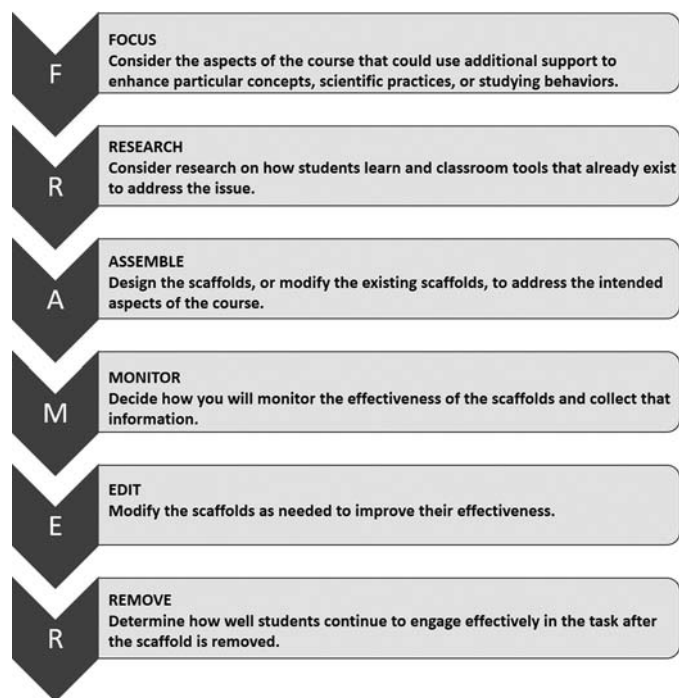 F
FOCUS
Consider the aspects of the course that could use additional support to
enhance particular concepts, scientific practices, or studying behaviors.
R
RESEARCH
Consider research on how students learn and classroom tools that already exist
to address the issue.
A
ASSEMBLE
Design the scaffolds, or modify the existing scaffolds, to address the intended
aspects of the course.
M
MONITOR
Decide how you will monitor the effectiveness of the scaffolds and collect that
information.
E
EDIT
Modify the scaffolds as needed to improve their effectiveness.
R
REMOVE
Determine how well students continue to engage effectively in the task after
the scaffold is removed.